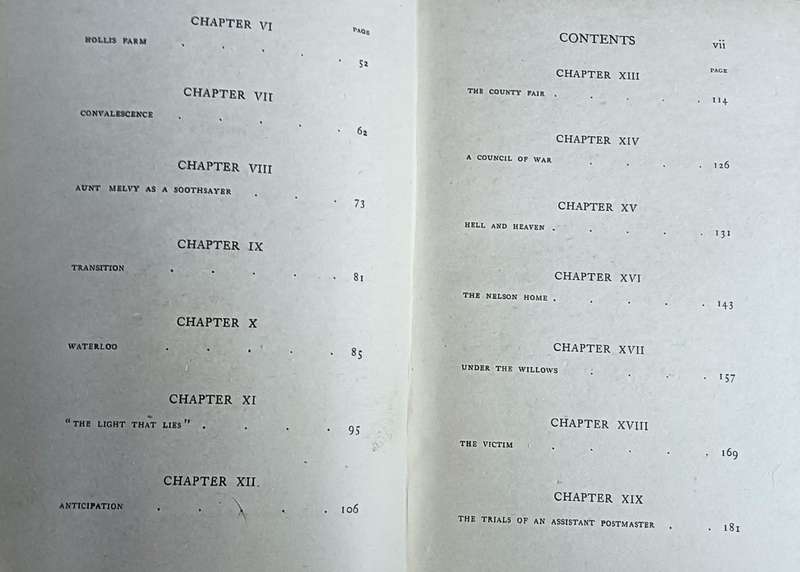 CHAPTER VI
PAGE
HOLLIS FARM . . . . 52
CHAPTER VII
CONVALESCENCE . . . . . 62
CHAPTER VIII
AUNT MELVY AS A SOOTHSAYER . . . 73
CHAPTER IX
TRANSITION . . . . . 81
CHAPTER X
WATERLOO . . . . . 85
CHAPTER XI
"THE LIGHT THAT LIES" . . . . 95
CHAPTER XII.
ANTICIPATION . . . . . 106
CONTENTS vii
CHAPTER XIII PAGE
THE COUNTY FAIR . . . . . 114
CHAPTER XIV
A COUNCIL OF WAR . . . . 126
CHAPTER XV
HELL AND HEAVEN . . . . . 131
CHAPTER XVI
THE NELSON HOME . . . . . 143
CHAPTER XVII
UNDER THE WILLOWS . . . . 157
CHAPTER XVIII
THE VICTIM . . . . . 169
CHAPTER XIX
THE TRIALS OF AN ASSISTANT POSTMASTER . . 181